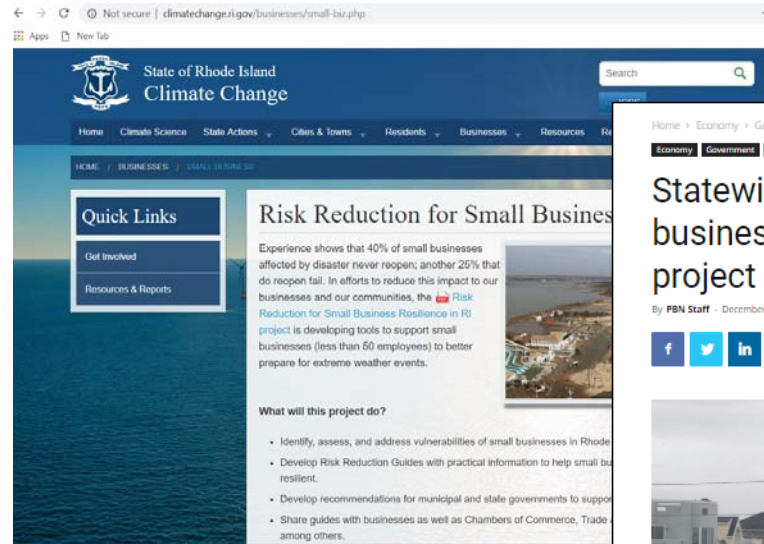 Not secure | climatechange.ri.gov/businesses/small-biz.php
Apps New Tab
State of Rhode Island
Climate Change
Search
Home Climate Science State Actions Cities & Towns Residents Businesses Resources Re
HOME / BUSINESSES / SMALL BUSINESS
Quick Links
Get Involved
Resources & Reports
Risk Reduction for Small Busines
Experience shows that 40% of small businesses
affected by disaster never reopen; another 25% that
do reopen fail. In efforts to reduce this impact to our
businesses and our communities, the Risk
Reduction for Small Business Resilience in RI
project is developing tools to support small
businesses (less than 50 employees) to better
prepare for extreme weather events.
What will this project do?
• Identify, assess, and address vulnerabilities of small businesses in Rhode
• Develop Risk Reduction Guides with practical information to help small bu
resilient.
• Develop recommendations for municipal and state governments to suppor
• Share guides with businesses as well as Chambers of Commerce, Trade
among others.
Home > Economy > G
Economy Government
Statewi
busines
project
By PBN Staff - December
f in